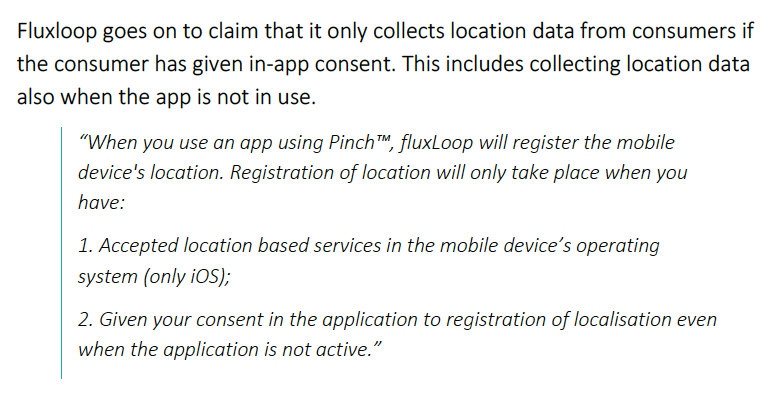 Fluxloop goes on to claim that it only collects location data from consumers if
the consumer has given in-app consent. This includes collecting location data
also when the app is not in use.
“When you use an app using Pinch™, fluxLoop will register the mobile
device's location. Registration of location will only take place when you
have:
1. Accepted location based services in the mobile device’s operating
system (only iOS);
2. Given your consent in the application to registration of localisation even
when the application is not active.”